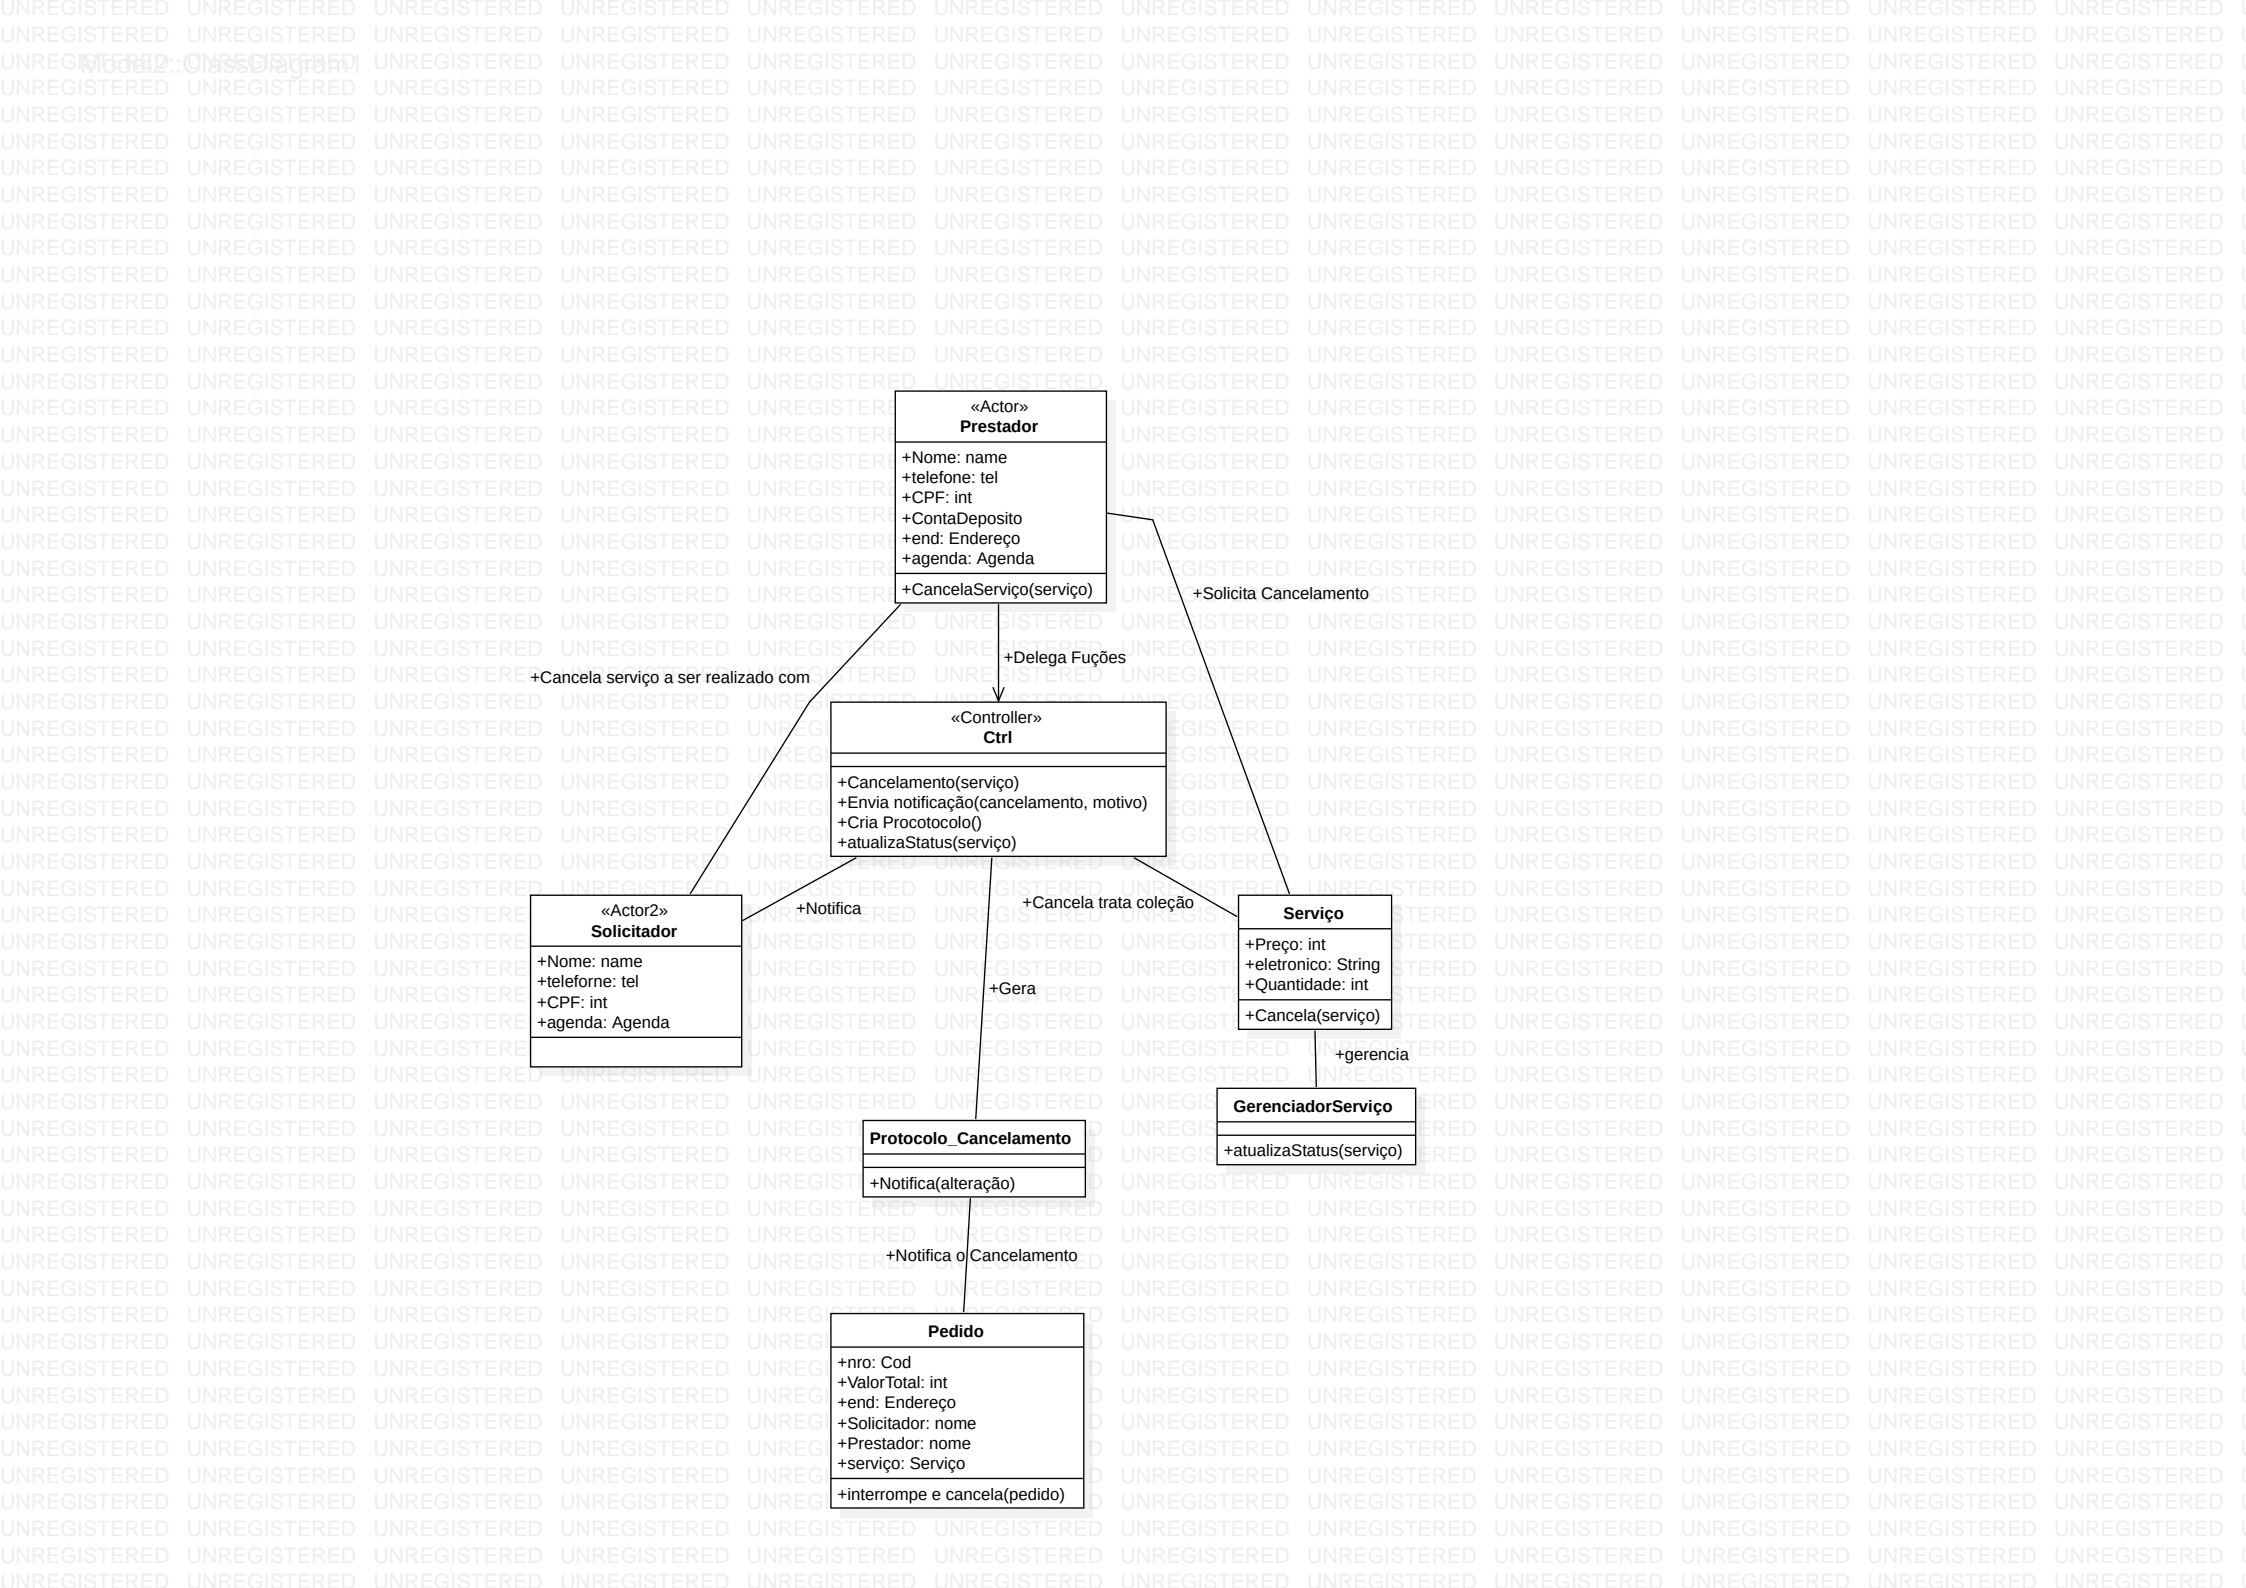 Model2::ClassDiagram1
«Actor»
Prestador
+Nome: name
+telefone: tel
+CPF: int
+ContaDeposito
+end: Endereço
+agenda: Agenda
+CancelaServiço(serviço)
+Solicita Cancelamento
+Delega Fuções
+Cancela serviço a ser realizado com
«Controller»
Ctrl
+Cancelamento(serviço)
+Envia notificação(cancelamento, motivo)
+Cria Procotocolo()
+atualizaStatus(serviço)
+Notifica
+Cancela trata coleção
+Gera
«Actor2»
Solicitador
+Nome: name
+teleforne: tel
+CPF: int
+agenda: Agenda
Serviço
+Preço: int
+eletronico: String
+Quantidade: int
+Cancela(serviço)
+gerencia
GerenciadorServiço
+atualizaStatus(serviço)
Protocolo_Cancelamento
+Notifica(alteração)
+Notifica o Cancelamento
Pedido
+nro: Cod
+ValorTotal: int
+end: Endereço
+Solicitador: nome
+Prestador: nome
+serviço: Serviço
+interrompe e cancela(pedido)
UNREGISTERED